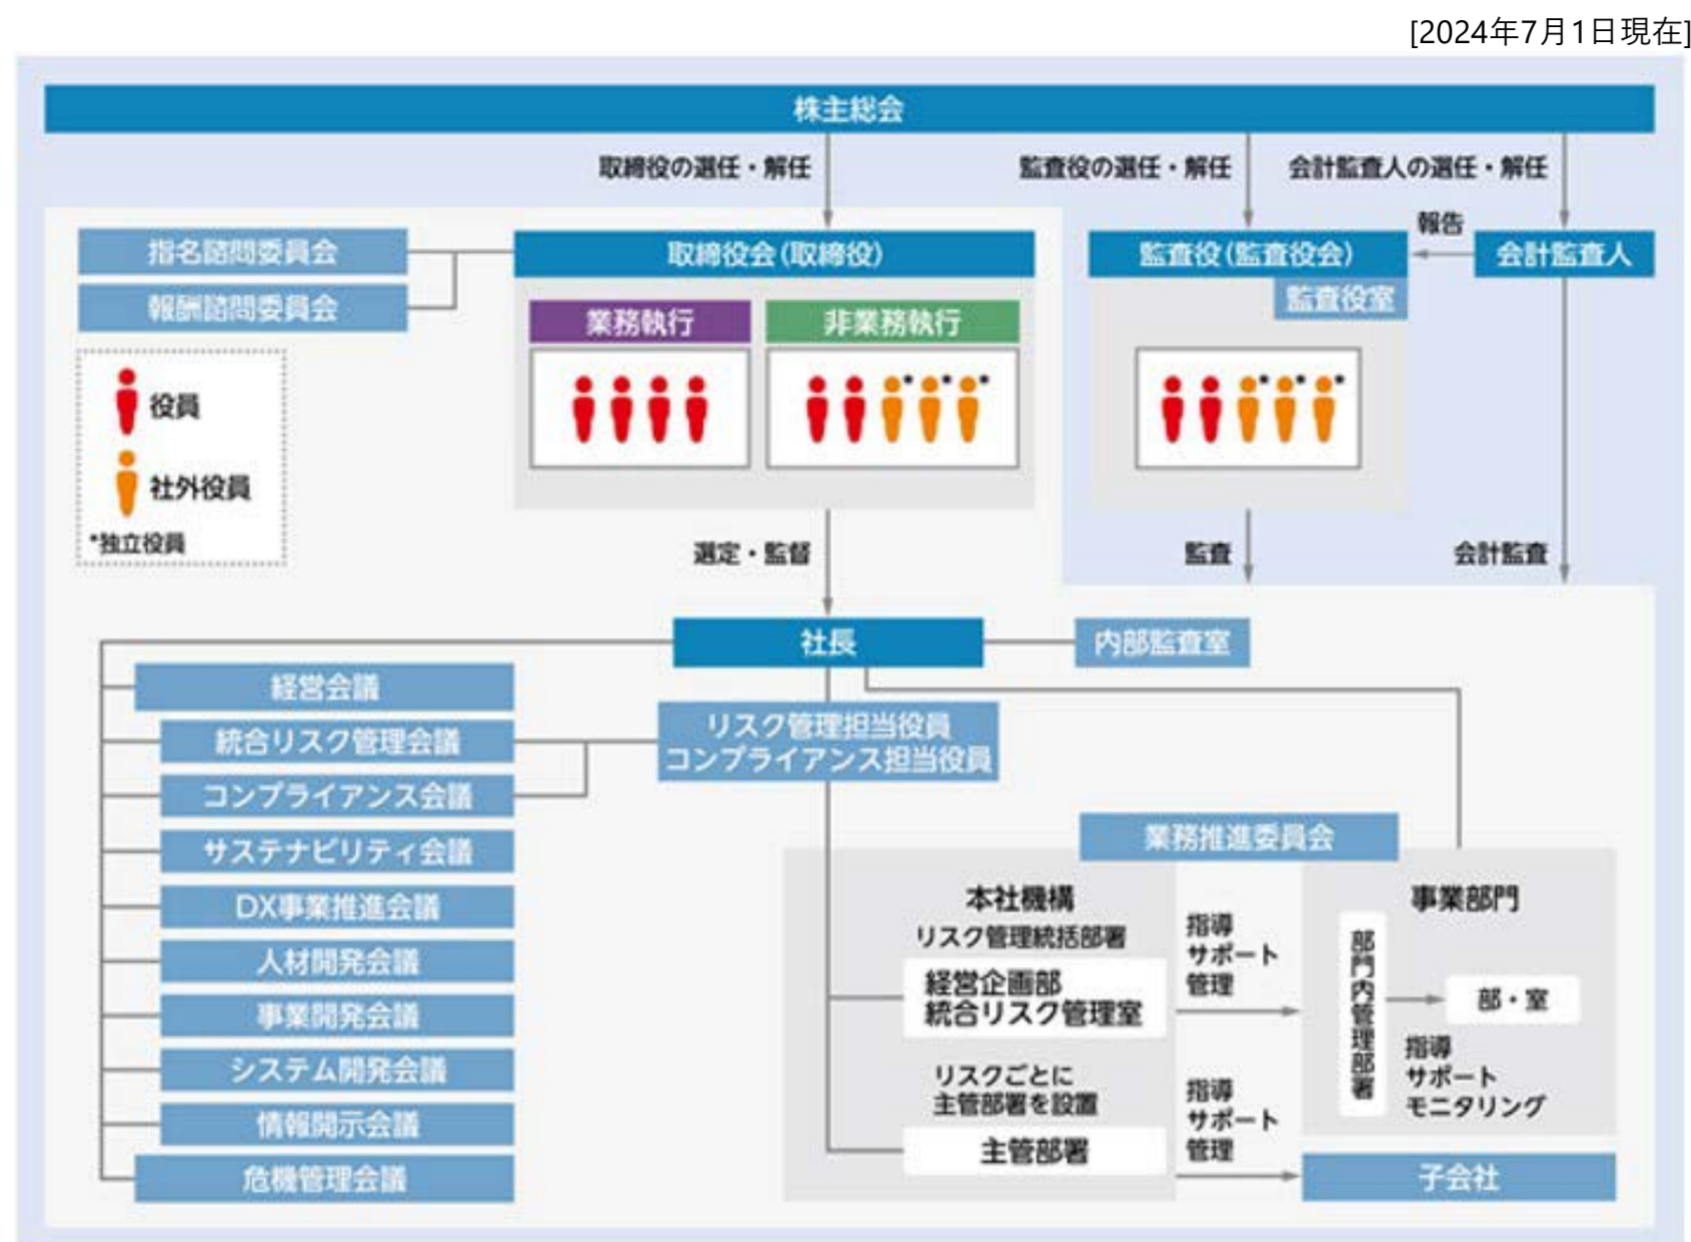 [2024年7月1日現在]
株主総会
取締役の選任・解任
監査役の選任・解任
会計監査人の選任・解任
指名諮問委員会
報酬諮問委員会
取締役会(取締役)
監査役(監査役会)
報告
会計監査人
監査役室
業務執行
非業務執行
* * *
* * *
役員
社外役員
*独立役員
選定・監督
監査
会計監査
社長
内部監査室
経営会議
統合リスク管理会議
コンプライアンス会議
サステナビリティ会議
DX事業推進会議
人材開発会議
事業開発会議
システム開発会議
情報開示会議
危機管理会議
リスク管理担当役員
コンプライアンス担当役員
業務推進委員会
本社機構
リスク管理統括部署
経営企画部
統合リスク管理室
リスクごとに
主管部署を設置
主管部署
指導
サポート
管理
指導
サポート
管理
事業部門
部門内管理部署
部・室
指導
サポート
モニタリング
子会社